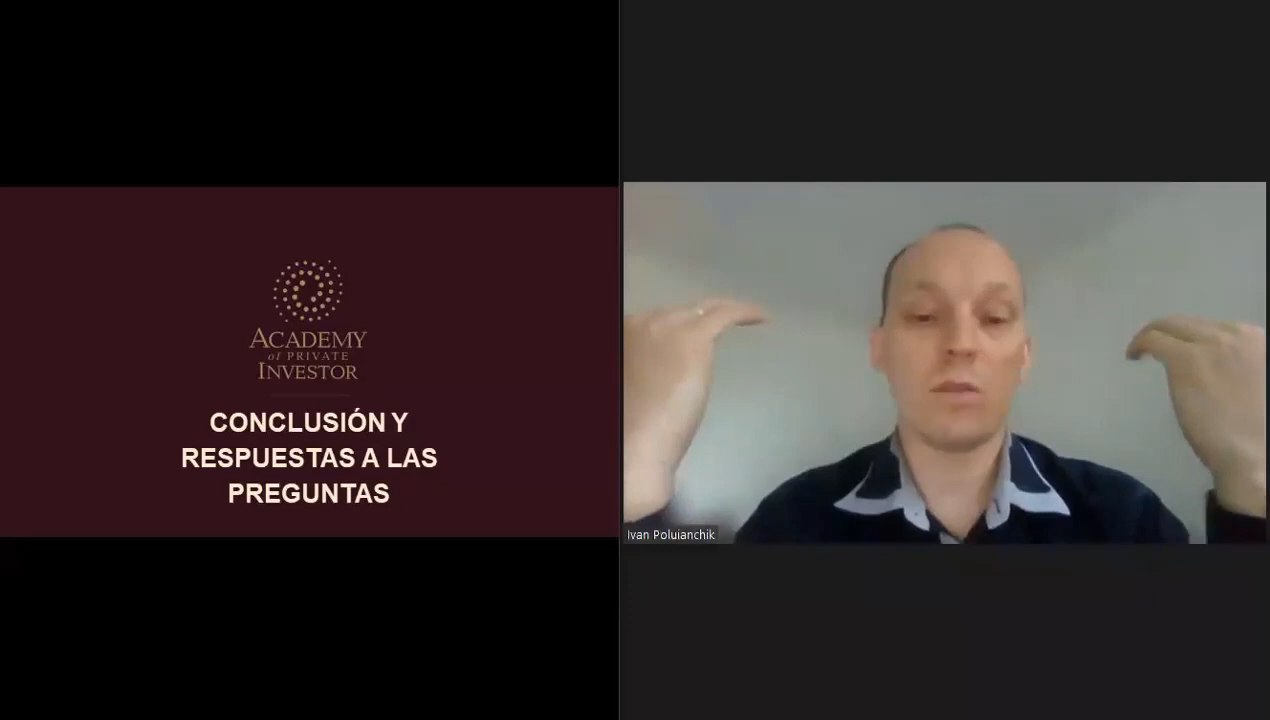 ACADEMY
of PRIVATE
INVESTOR
CONCLUSIÓN Y
RESPUESTAS A LAS
PREGUNTAS
Ivan Poluianchik